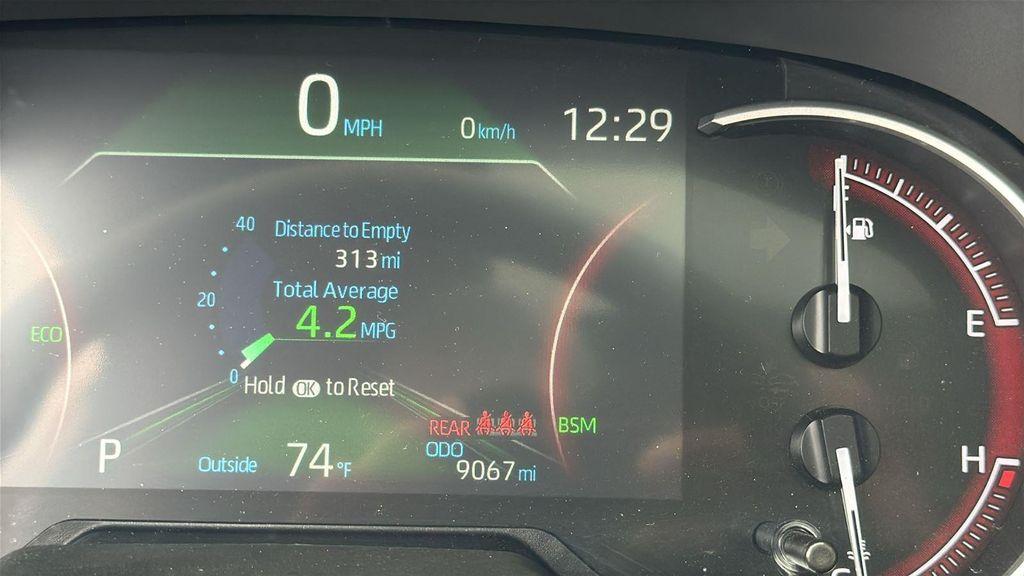 0 MPH 0 km/h 12:29
40 Distance to Empty
313 mi
20 Total Average
4.2 MPG
ECO
0 Hold OK to Reset
REAR BSM
ODO
P Outside 74 °F 9067 mi
E
H